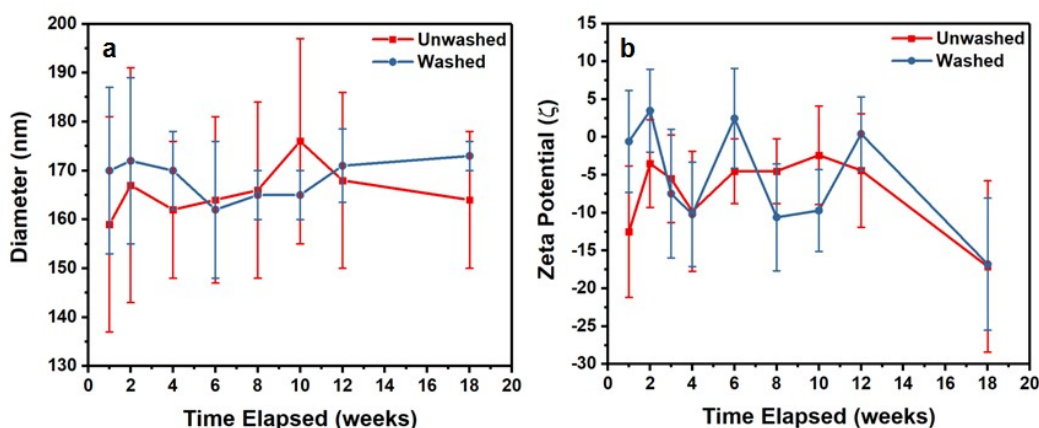 a
Unwashed
Washed
200
190
180
170
160
150
140
130
Diameter (nm)
0 2 4 6 8 10 12 14 16 18 20
Time Elapsed (weeks)
b
Unwashed
Washed
15
10
5
0
-5
-10
-15
-20
-25
-30
Zeta Potential (ζ)
0 2 4 6 8 10 12 14 16 18 20
Time Elapsed (weeks)